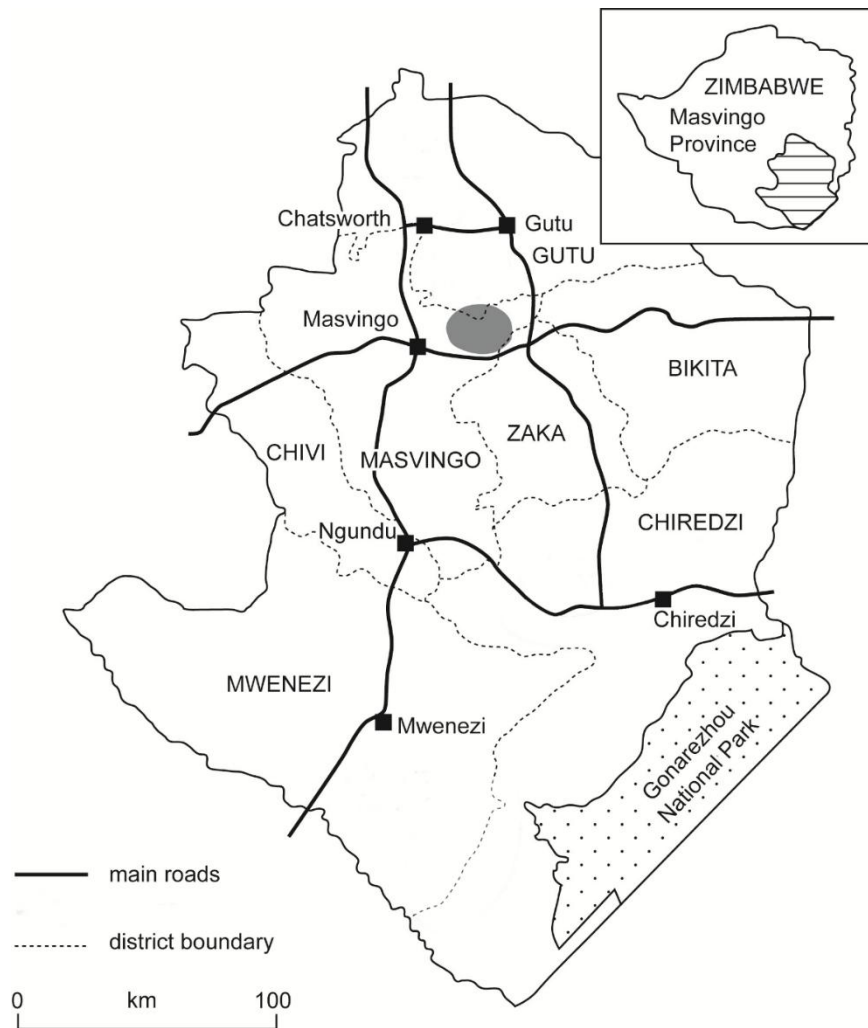 ZIMBABWE
Masvingo
Province
Chatsworth
Gutu
GUTU
Masvingo
BIKITA
ZAKA
CHIVI
MASVINGO
CHIREDZI
Ngundu
Chiredzi
MWENEZI
Mwenezi
Gonarezhou
National Park
main roads
district boundary
0 km 100